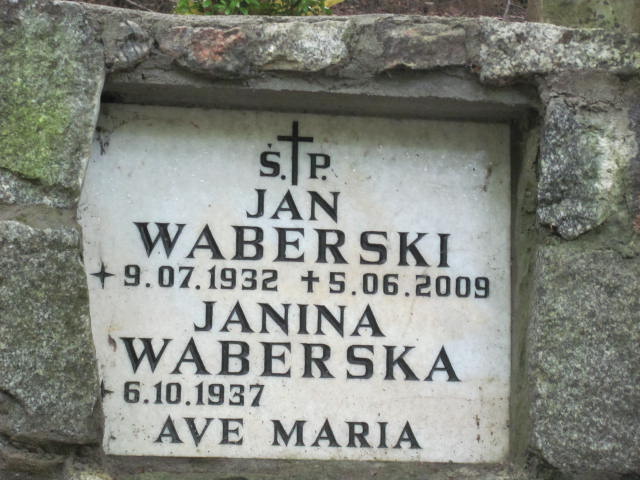 Ś.P.
JAN
WABERSKI
9.07.1932 †5.06.2009
JANINA
WABERSKA
6.10.1937
AVE MARIA